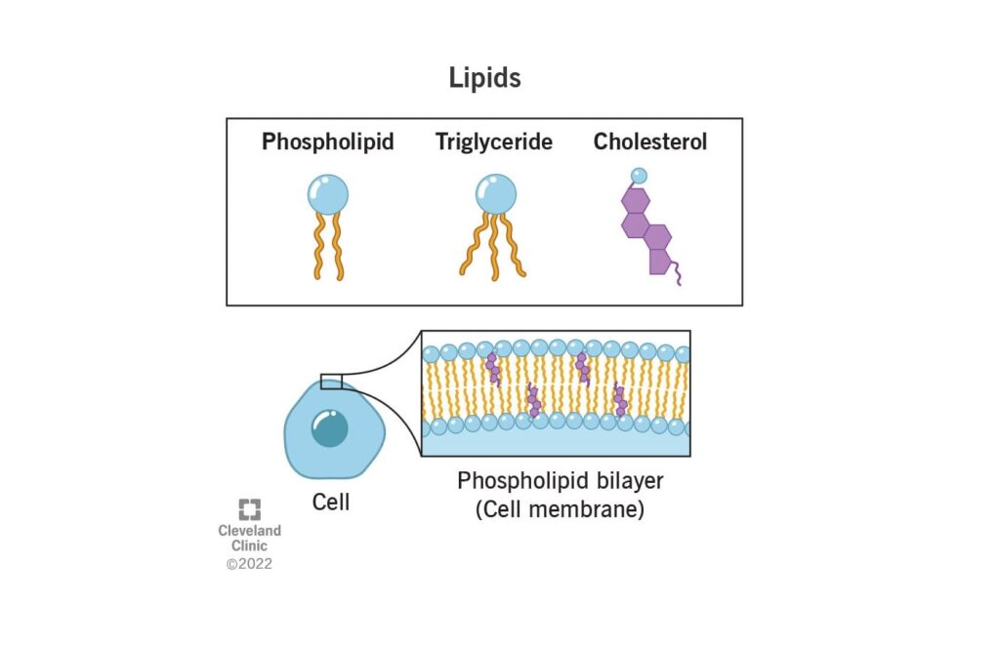 Lipids
Phospholipid Triglyceride Cholesterol
Cell
Phospholipid bilayer
(Cell membrane)
Cleveland
Clinic
©2022